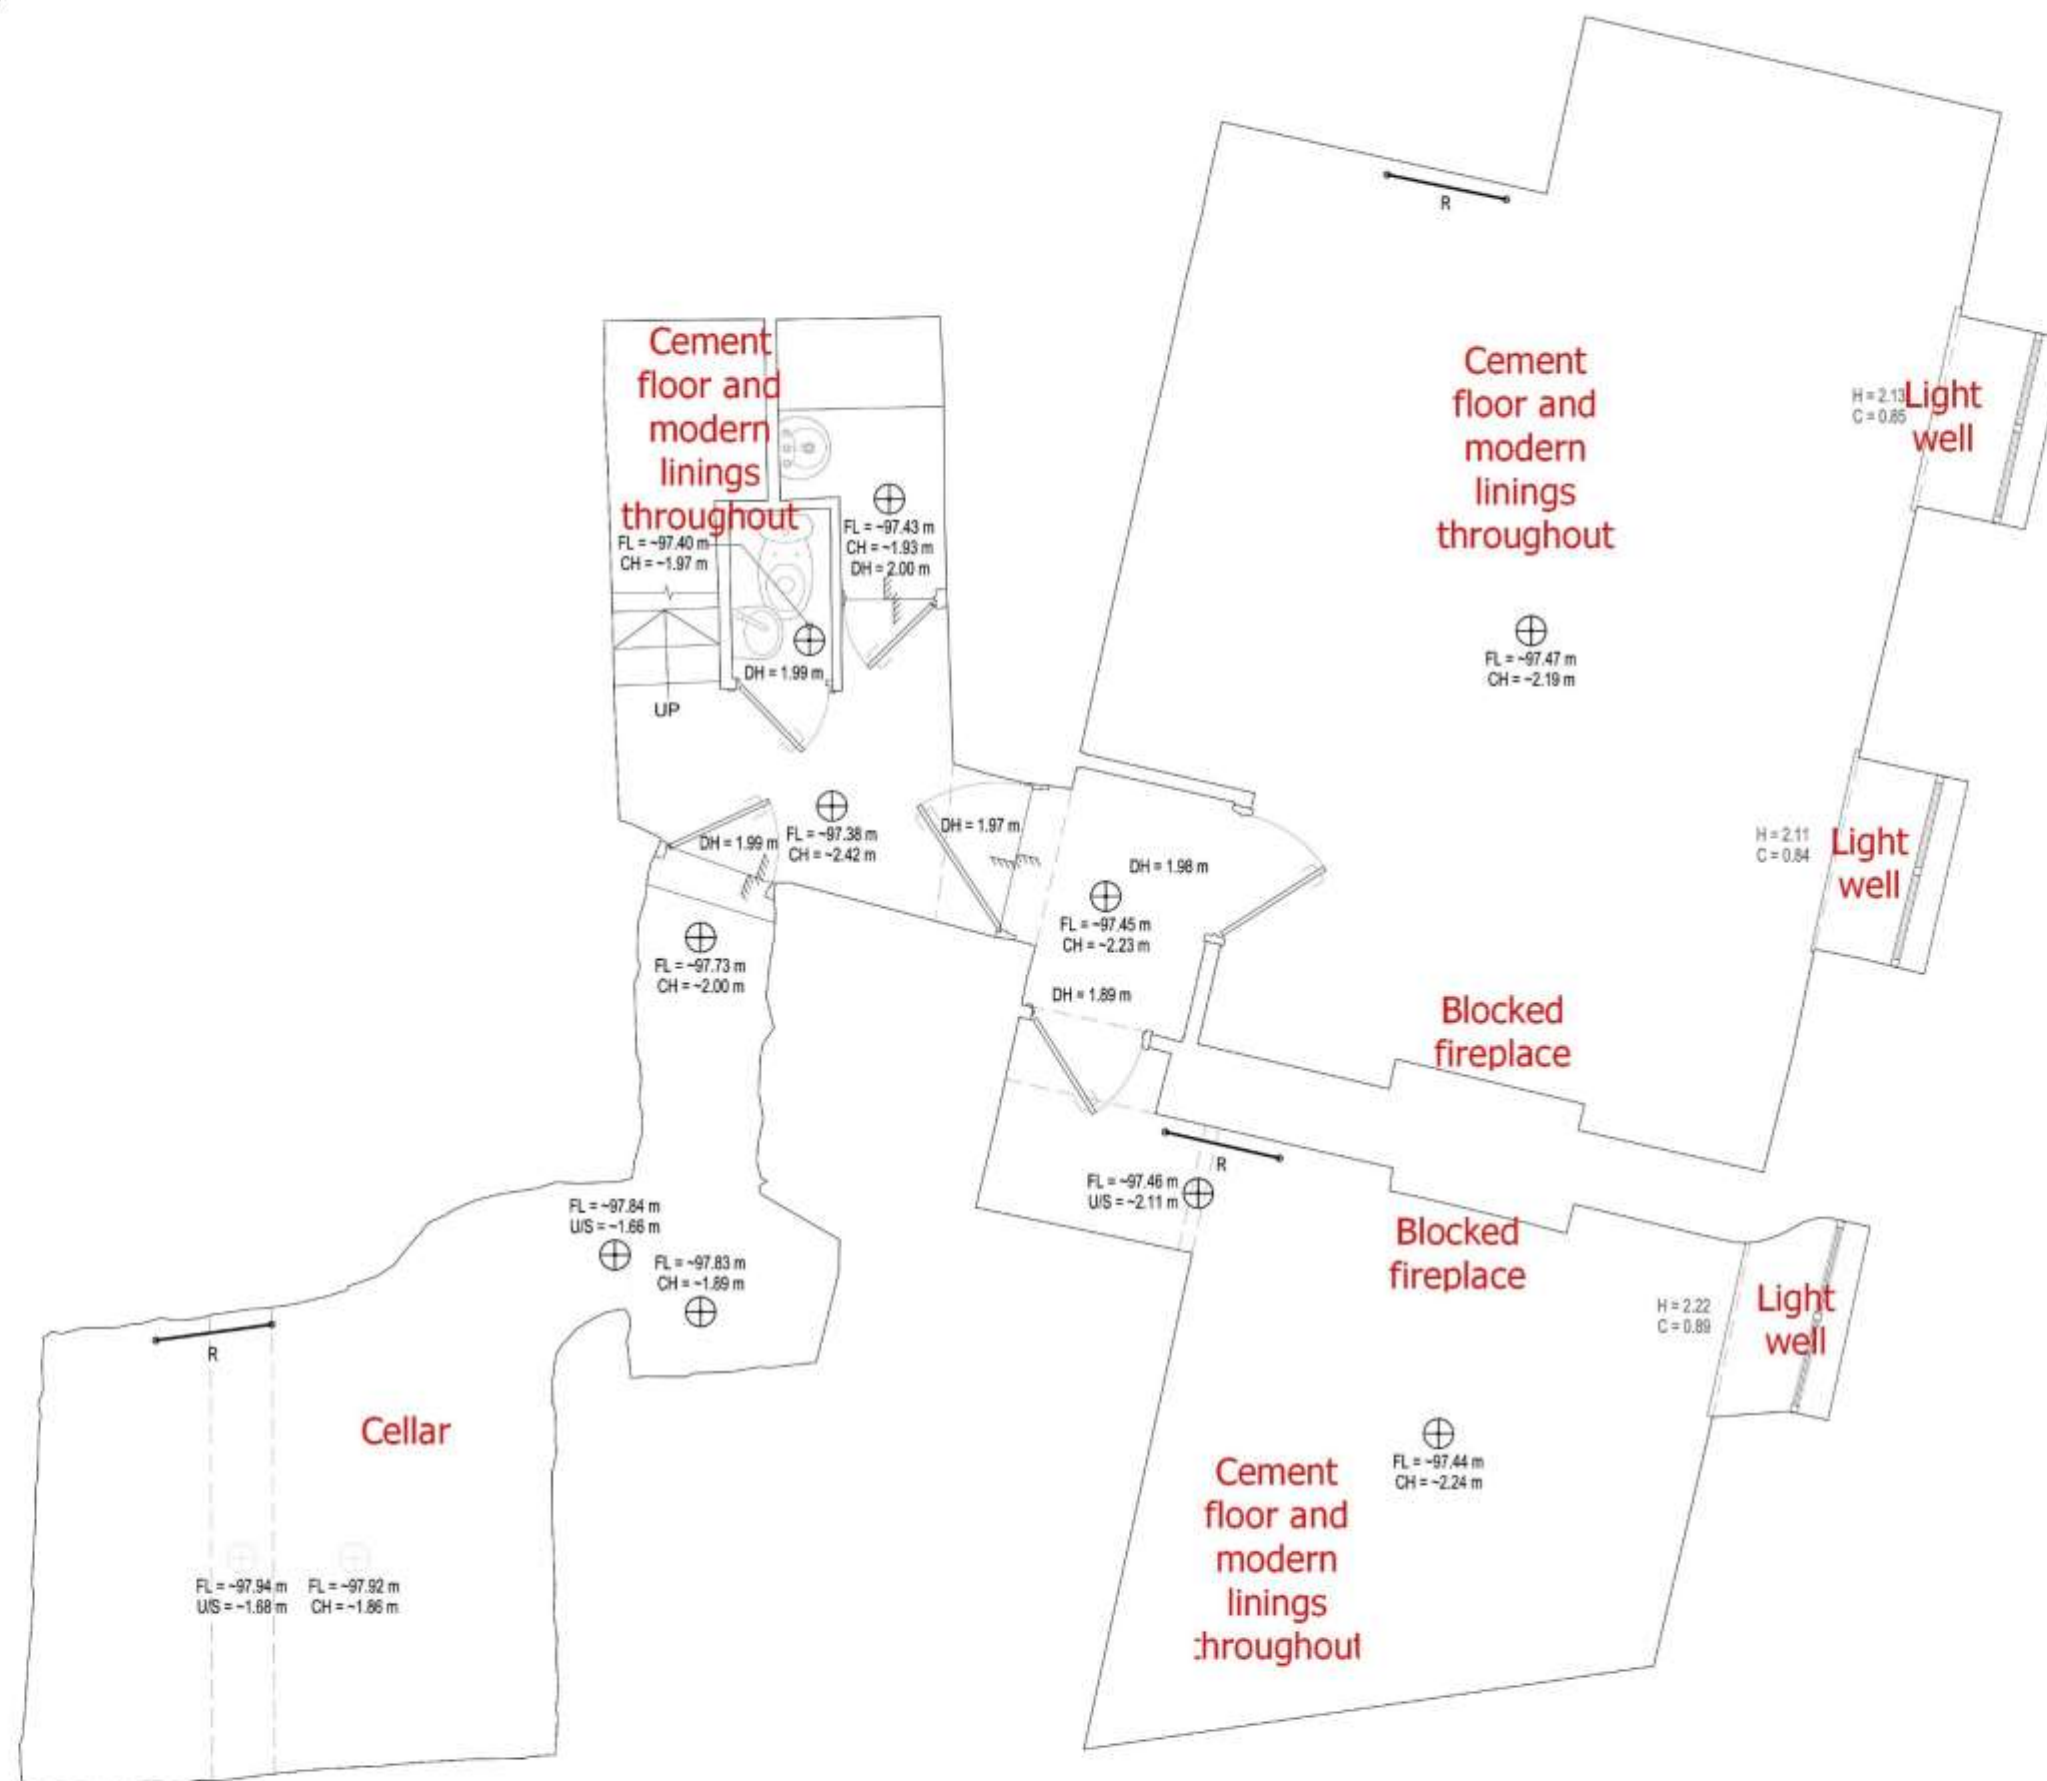 R
Cement
floor and
modern
linings
throughout
FL = ~97.40 m
CH = ~1.97 m
FL = ~97.43 m
CH = ~1.93 m
DH = 2.00 m
DH = 1.99 m
UP
Cement
floor and
modern
linings
throughout
H = 2.13
C = 0.85
Light
well
FL = ~97.47 m
CH = ~2.19 m
DH = 1.99 m
FL = ~97.38 m
CH = ~2.42 m
DH = 1.97 m
DH = 1.98 m
H = 2.11
C = 0.84
Light
well
FL = ~97.45 m
CH = ~2.23 m
FL = ~97.73 m
CH = ~2.00 m
DH = 1.89 m
Blocked
fireplace
R
FL = ~97.46 m
U/S = ~2.11 m
FL = ~97.84 m
U/S = ~1.66 m
FL = ~97.83 m
CH = ~1.89 m
Blocked
fireplace
H = 2.22
C = 0.89
Light
well
R
Cellar
FL = ~97.44 m
CH = ~2.24 m
Cement
floor and
modern
linings
throughout
FL = ~97.94 m
U/S = ~1.68 m
FL = ~97.92 m
CH = ~1.86 m